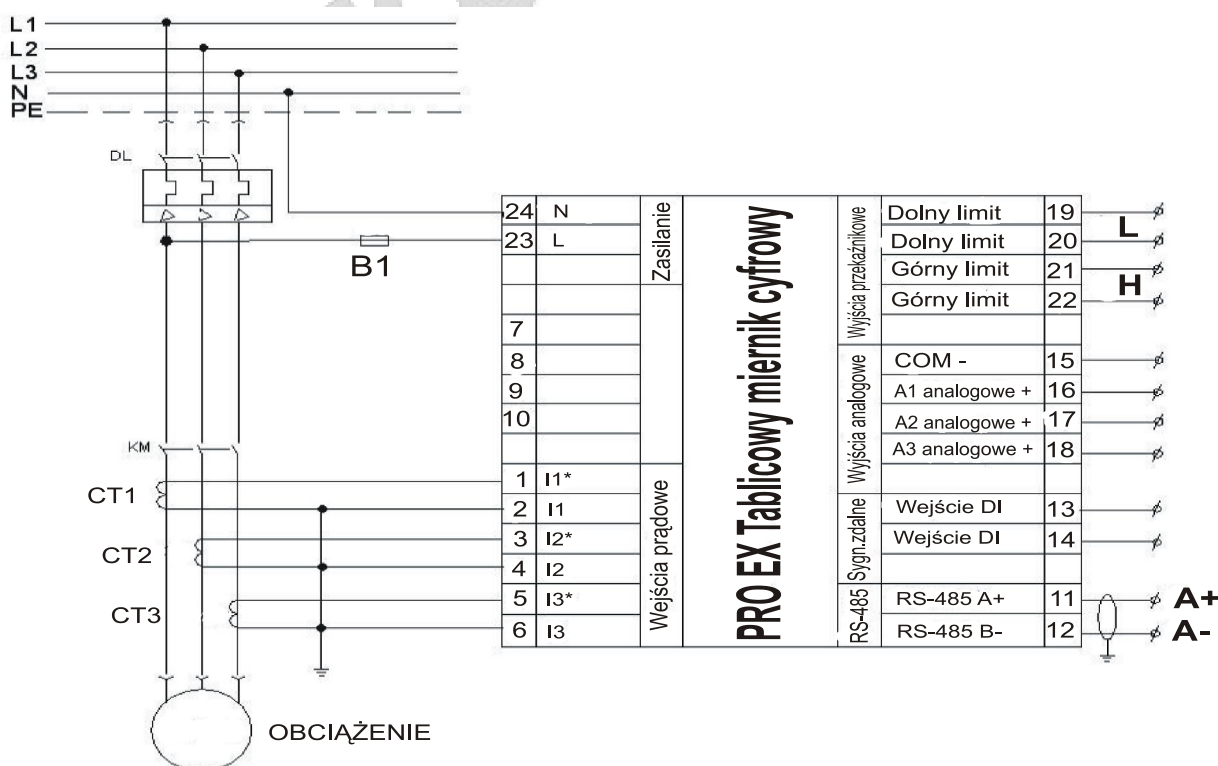 L1
L2
L3
N
PE
DL
B1
KM
CT1
CT2
CT3
OBCIĄŻENIE
24 N
23 L
7
8
9
10
1 I1*
2 I1
3 I2*
4 I2
5 I3*
6 I3
Zasilanie
Wejścia prądowe
PRO EX Tablicowy miernik cyfrowy
Wyjścia przekaźnikowe
Wyjścia analogowe
Sygn.zdalne
RS-485
Dolny limit 19
Dolny limit 20
Górny limit 21
Górny limit 22
COM - 15
A1 analogowe + 16
A2 analogowe + 17
A3 analogowe + 18
Wejście DI 13
Wejście DI 14
RS-485 A+ 11
RS-485 B- 12
L
H
A+
A-